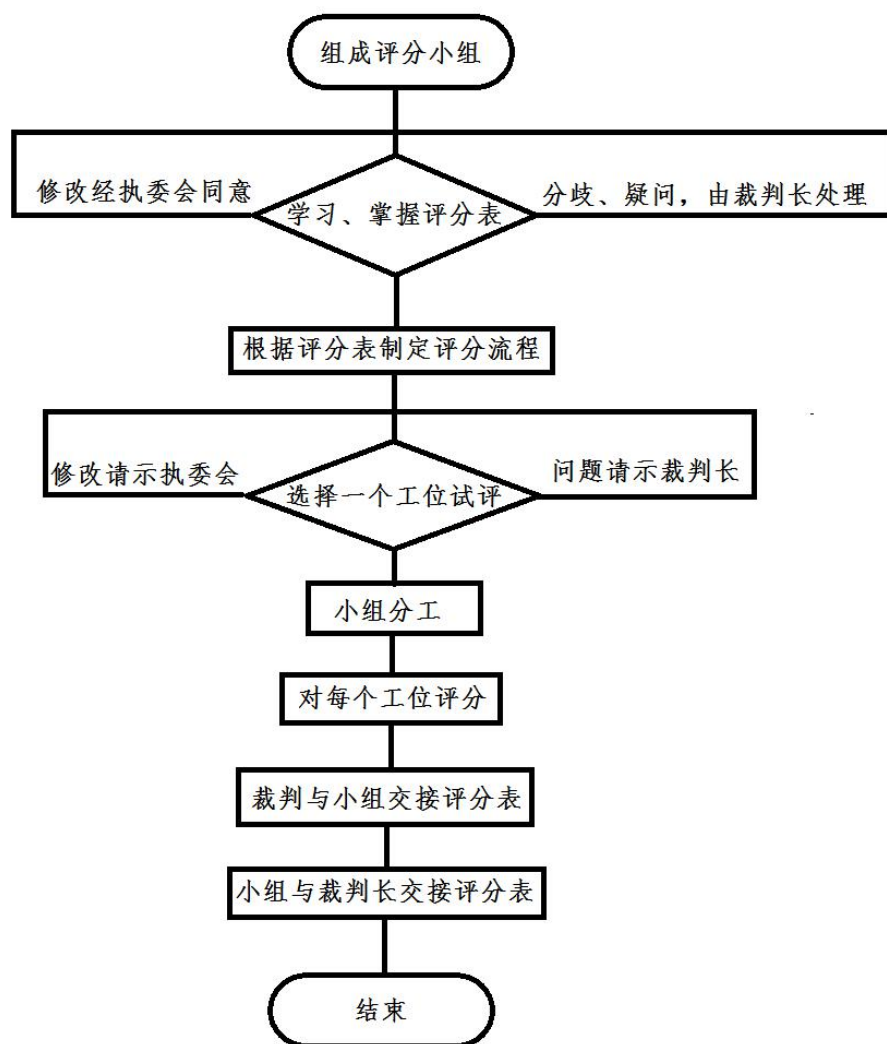 组成评分小组
修改经执委会同意
学习、掌握评分表
分歧、疑问，由裁判长处理
根据评分表制定评分流程
修改请示执委会
选择一个工位试评
问题请示裁判长
小组分工
对每个工位评分
裁判与小组交接评分表
小组与裁判长交接评分表
结束